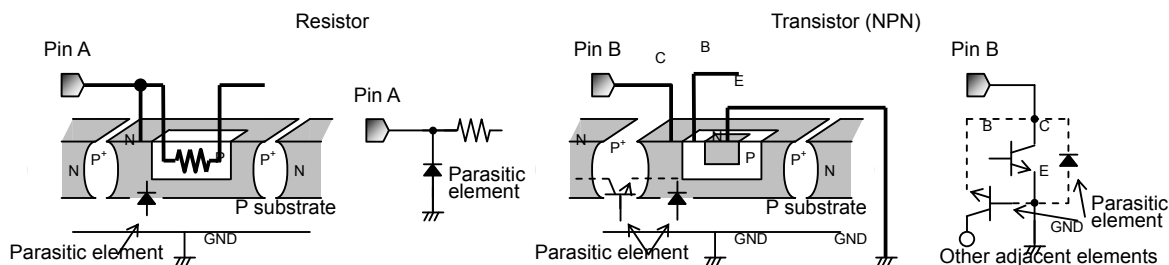 Resistor
Transistor (NPN)
Pin A
Pin B
C
B
E
Pin B
Pin A
N
P
N
P+
P+
N
Parasitic
element
P substrate
Parasitic element
GND
N
P+
N
P
P+
N
P substrate
Parasitic element
GND
GND
B
C
E
Parasitic
element
GND
Other adjacent elements